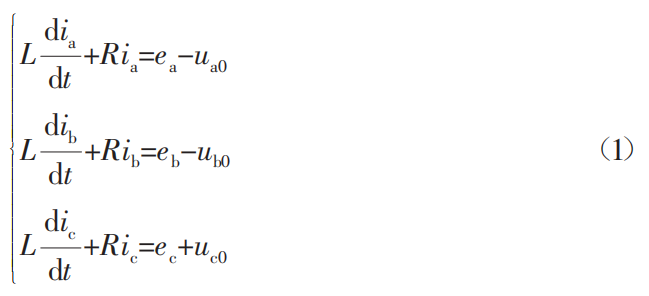 L di_a/dt + Ri_a = e_a − u_a0
L di_b/dt + Ri_b = e_b − u_b0 （1）
L di_c/dt + Ri_c = e_c + u_c0